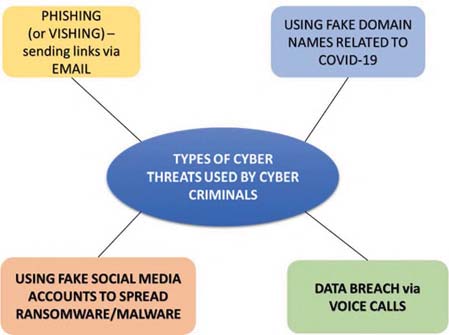 PHISHING
(or VISHING) –
sending links via
EMAIL
USING FAKE DOMAIN
NAMES RELATED TO
COVID-19
TYPES OF CYBER
THREATS USED BY CYBER
CRIMINALS
USING FAKE SOCIAL MEDIA
ACCOUNTS TO SPREAD
RANSOMWARE/MALWARE
DATA BREACH via
VOICE CALLS